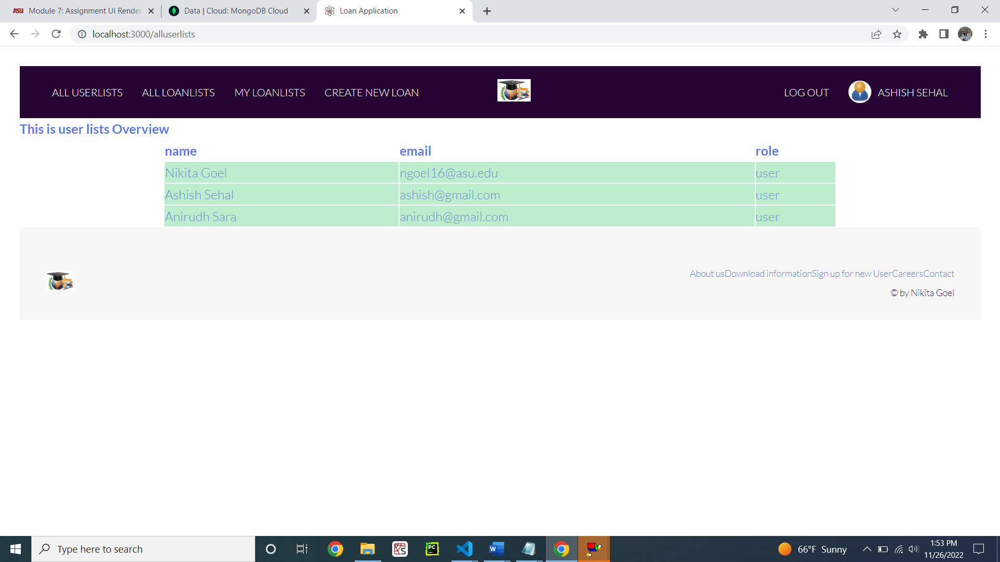 ASU Module 7: Assignment UI Render
Data | Cloud: MongoDB Cloud
Loan Application
localhost:3000/alluserlists
ALL USERLISTS ALL LOANLISTS MY LOANLISTS CREATE NEW LOAN LOG OUT ASHISH SEHAL
This is user lists Overview
name email role
Nikita Goel ngoel16@asu.edu user
Ashish Sehal ashish@gmail.com user
Anirudh Sara anirudh@gmail.com user
About usDownload informationSign up for new UserCareersContact
© by Nikita Goel
Type here to search
PC
W
66°F Sunny
1:53 PM
11/26/2022